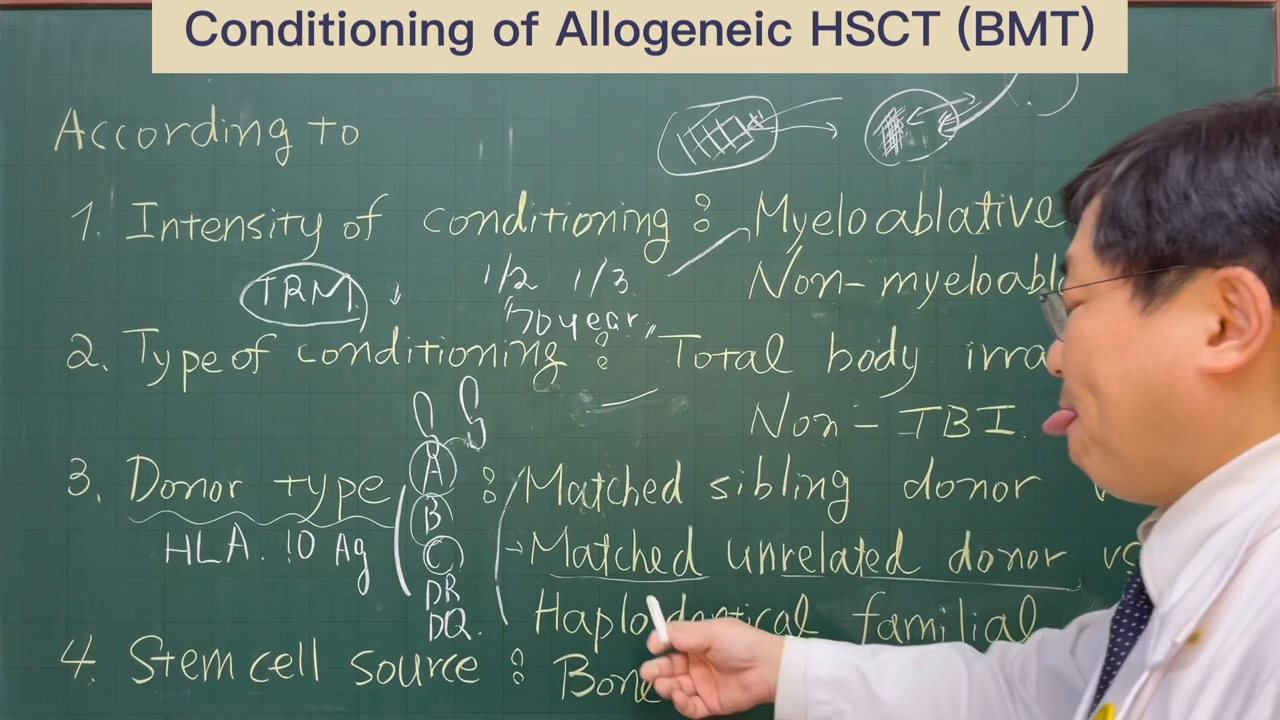 Conditioning of Allogeneic HSCT (BMT)
According to
1. Intensity of conditioning : Myeloablative
Non-myeloabl
TRM ↓ 1/2 1/3
"70 year"
2. Type of conditioning : Total body irra
Non-TBI.
3. Donor type : Matched sibling donor v
HLA. 10 Ag
A
B
C
DR
DQ.
→ Matched unrelated donor vs
Haploidentical familial
4. Stem cell source : Bone